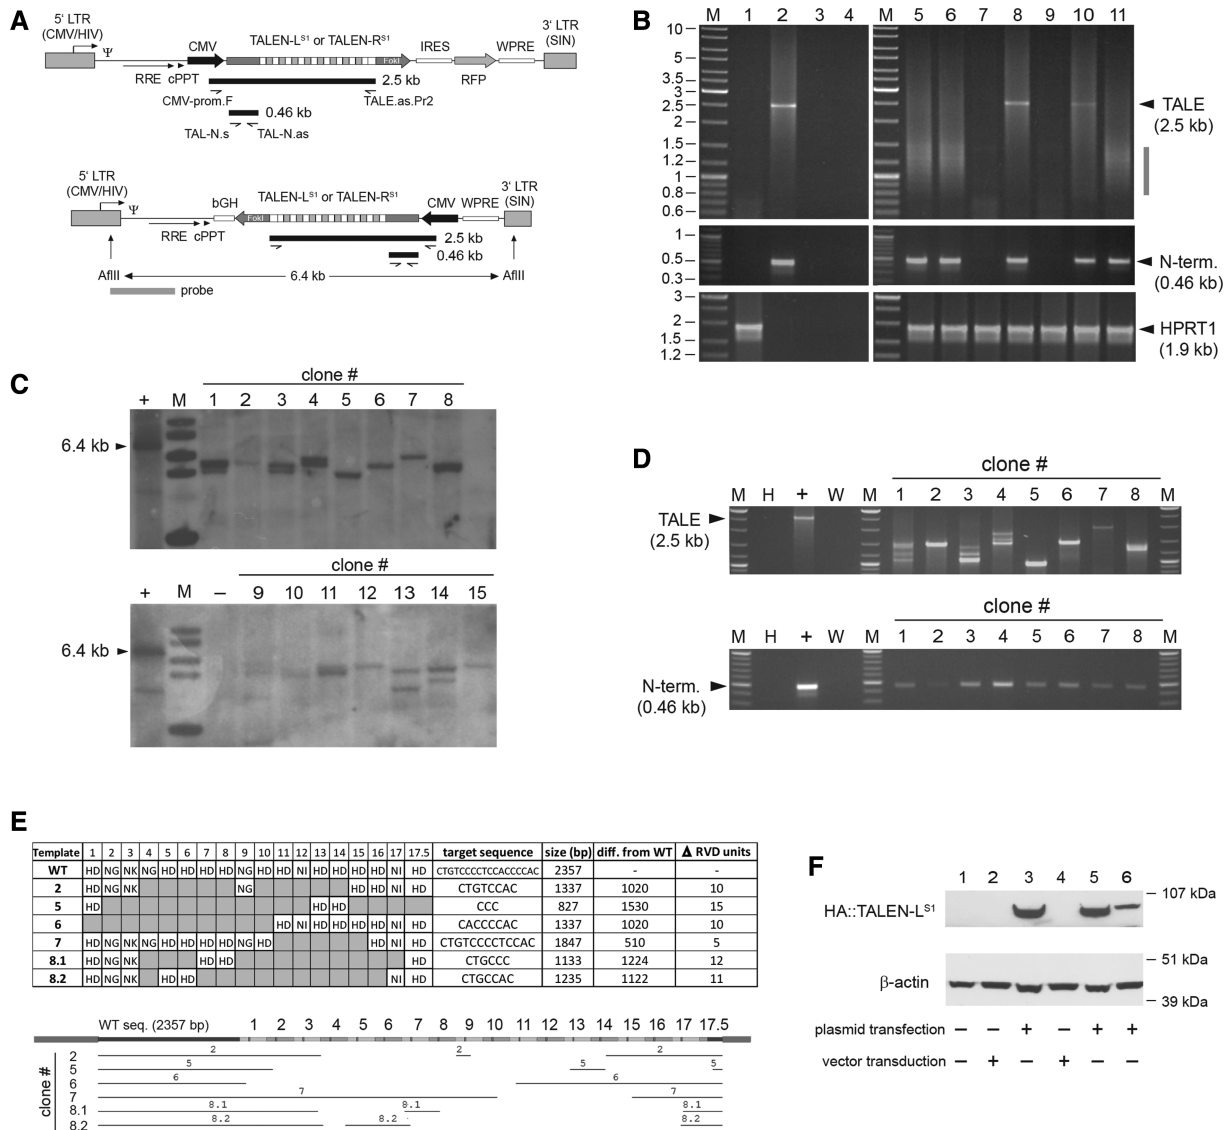 A
5′ LTR
(CMV/HIV)
Ψ
RRE cPPT
CMV
TALEN-L^S1 or TALEN-R^S1
FokI
IRES
RFP
WPRE
3′ LTR
(SIN)
2.5 kb
CMV-prom.F
TALE.as.Pr2
0.46 kb
TAL-N.s
TAL-N.as
5′ LTR
(CMV/HIV)
Ψ
RRE cPPT
bGH
FokI
TALEN-L^S1 or TALEN-R^S1
CMV WPRE
3′ LTR
(SIN)
2.5 kb
0.46 kb
AflII
6.4 kb
AflII
probe
B
M 1 2 3 4 M 5 6 7 8 9 10 11
10
5
3.5
3
2.5
2
1.5
1
0.8
0.6
TALE
(2.5 kb)
1
0.5
0.3
N-term.
(0.46 kb)
3
2
1.5
1.2
HPRT1
(1.9 kb)
C
clone #
+ M 1 2 3 4 5 6 7 8
6.4 kb
clone #
+ M – 9 10 11 12 13 14 15
6.4 kb
D
clone #
M H + W M 1 2 3 4 5 6 7 8 M
TALE
(2.5 kb)
clone #
M H + W M 1 2 3 4 5 6 7 8 M
N-term.
(0.46 kb)
E
Template 1 2 3 4 5 6 7 8 9 10 11 12 13 14 15 16 17 17.5 target sequence size (bp) diff. from WT Δ RVD units
WT HD NG NK NG HD HD HD HD NG HD HD NI HD HD HD HD NI HD CTGTCCCCTCCACCCCAC 2357 - -
2 HD NG NK NG HD HD NI HD CTGTCCAC 1337 1020 10
5 HD HD HD CCC 827 1530 15
6 HD NI HD HD HD HD NI HD CACCCCAC 1337 1020 10
7 HD NG NK NG HD HD HD HD NG HD HD NI HD CTGTCCCCTCCAC 1847 510 5
8.1 HD NG NK HD HD HD CTGCCC 1133 1224 12
8.2 HD NG NK HD HD NI HD CTGCCAC 1235 1122 11
WT seq. (2357 bp) 1 2 3 4 5 6 7 8 9 10 11 12 13 14 15 16 17 17.5
clone #
2 2 2 2
5 5 5 5
6 6 6
7 7 7
8.1 8.1 8.1 8.1
8.2 8.2 8.2 8.2
F
1 2 3 4 5 6
107 kDa
HA::TALEN-L^S1
51 kDa
β-actin
39 kDa
plasmid transfection – – + – + +
vector transduction – + – + – –